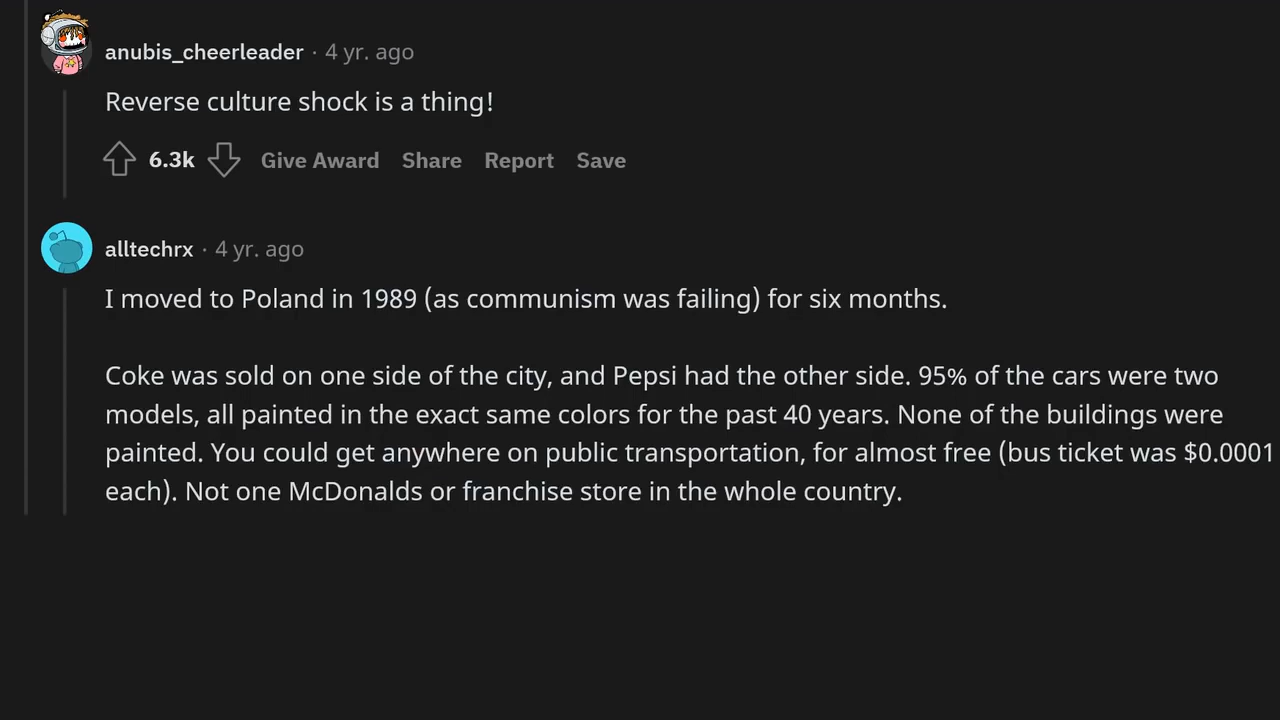 anubis_cheerleader · 4 yr. ago
Reverse culture shock is a thing!
6.3k Give Award Share Report Save
alltechrx · 4 yr. ago
I moved to Poland in 1989 (as communism was failing) for six months.
Coke was sold on one side of the city, and Pepsi had the other side. 95% of the cars were two
models, all painted in the exact same colors for the past 40 years. None of the buildings were
painted. You could get anywhere on public transportation, for almost free (bus ticket was $0.0001
each). Not one McDonalds or franchise store in the whole country.